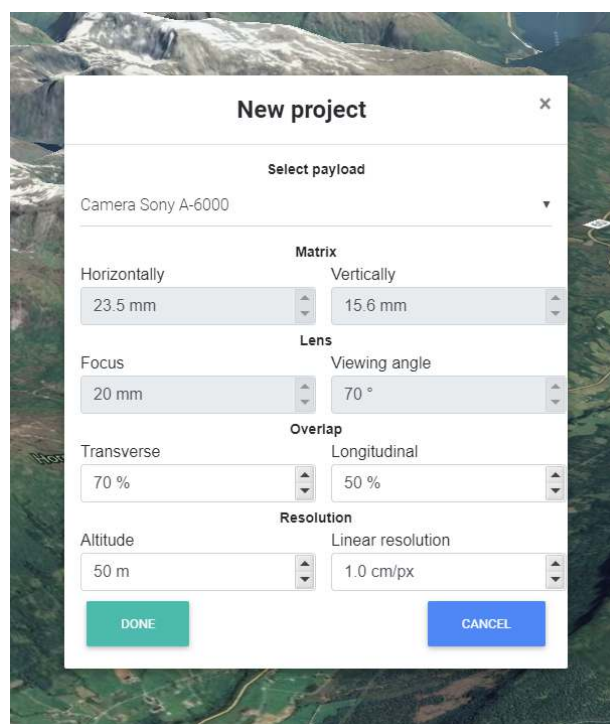 New project
×
Select payload
Camera Sony A-6000
Matrix
Horizontally Vertically
23.5 mm 15.6 mm
Lens
Focus Viewing angle
20 mm 70 °
Overlap
Transverse Longitudinal
70 % 50 %
Resolution
Altitude Linear resolution
50 m 1.0 cm/px
DONE CANCEL